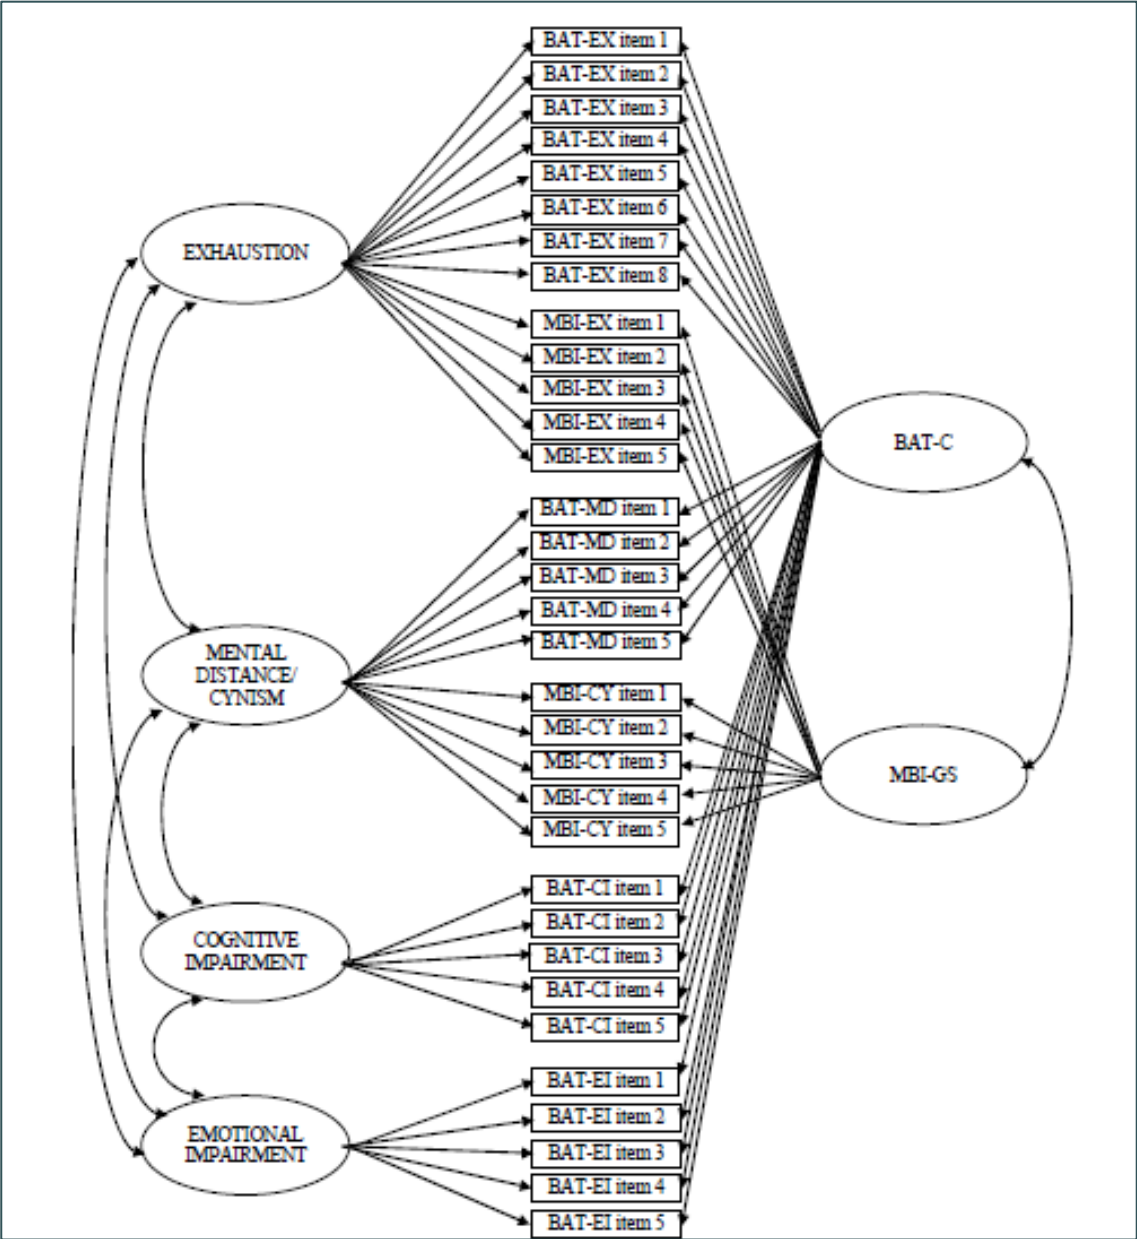 BAT-EX item 1
BAT-EX item 2
BAT-EX item 3
BAT-EX item 4
BAT-EX item 5
BAT-EX item 6
BAT-EX item 7
BAT-EX item 8
EXHAUSTION
MBI-EX item 1
MBI-EX item 2
MBI-EX item 3
MBI-EX item 4
MBI-EX item 5
BAT-C
BAT-MD item 1
BAT-MD item 2
BAT-MD item 3
BAT-MD item 4
BAT-MD item 5
MENTAL
DISTANCE/
CYNISM
MBI-CY item 1
MBI-CY item 2
MBI-CY item 3
MBI-CY item 4
MBI-CY item 5
MBI-GS
BAT-CI item 1
BAT-CI item 2
BAT-CI item 3
BAT-CI item 4
BAT-CI item 5
COGNITIVE
IMPAIRMENT
BAT-EI item 1
BAT-EI item 2
BAT-EI item 3
BAT-EI item 4
BAT-EI item 5
EMOTIONAL
IMPAIRMENT